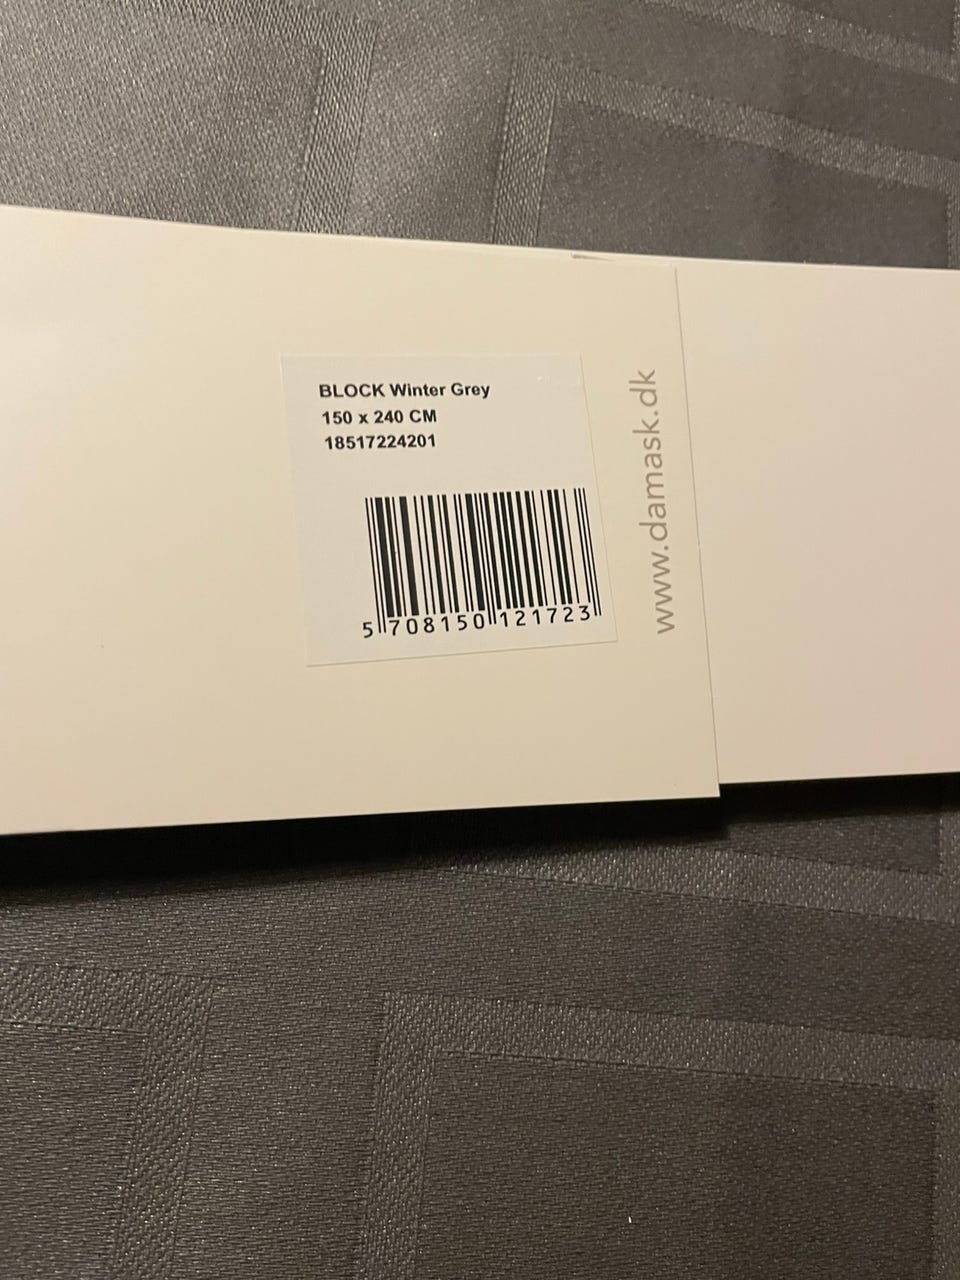 BLOCK Winter Grey
150 x 240 CM
18517224201
5 708150 121723
www.damask.dk